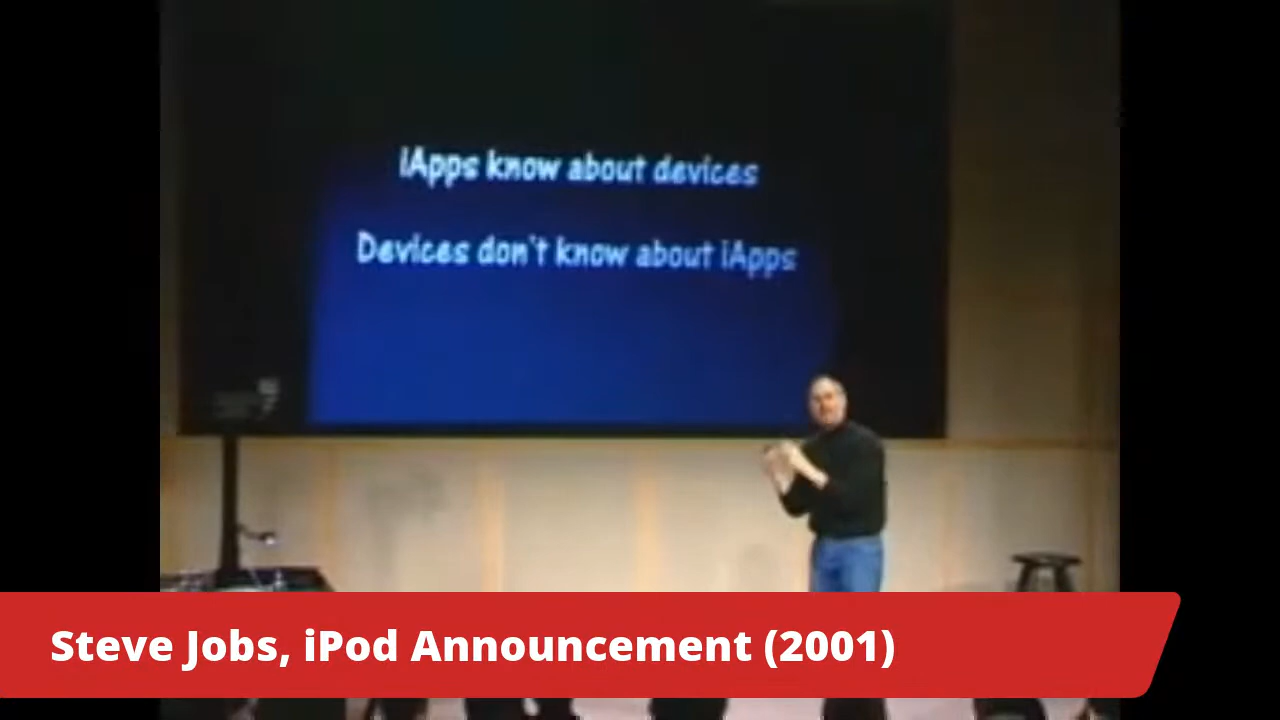 iApps know about devices
Devices don't know about iApps
Steve Jobs, iPod Announcement (2001)